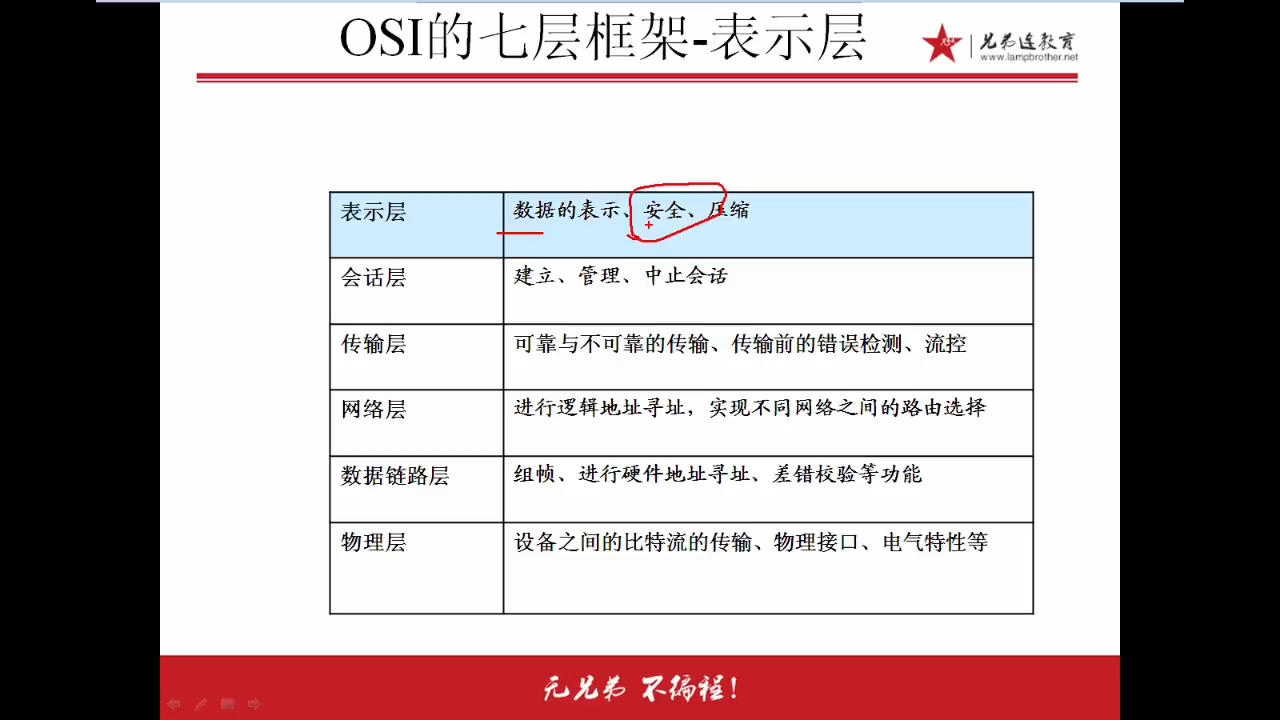 OSI的七层框架-表示层
兄弟连教育
www.lampbrother.net
表示层 数据的表示、安全、压缩
会话层 建立、管理、中止会话
传输层 可靠与不可靠的传输、传输前的错误检测、流控
网络层 进行逻辑地址寻址，实现不同网络之间的路由选择
数据链路层 组帧、进行硬件地址寻址、差错校验等功能
物理层 设备之间的比特流的传输、物理接口、电气特性等
无兄弟 不编程！